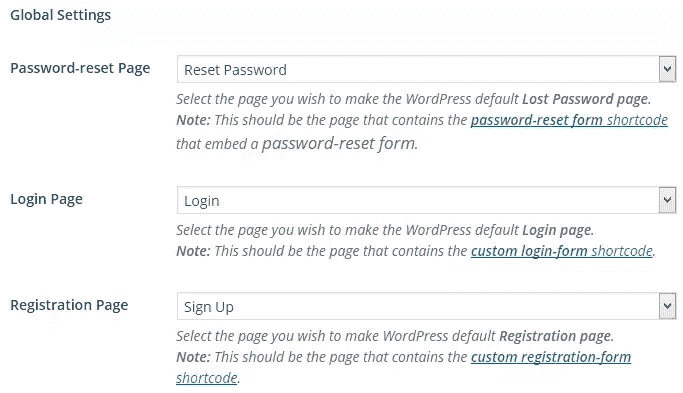 Global Settings
Password-reset Page
Reset Password
Select the page you wish to make the WordPress default Lost Password page.
Note: This should be the page that contains the password-reset form shortcode
that embed a password-reset form.
Login Page
Login
Select the page you wish to make the WordPress default Login page.
Note: This should be the page that contains the custom login-form shortcode.
Registration Page
Sign Up
Select the page you wish to make WordPress default Registration page.
Note: This should be the page that contains the custom registration-form
shortcode.